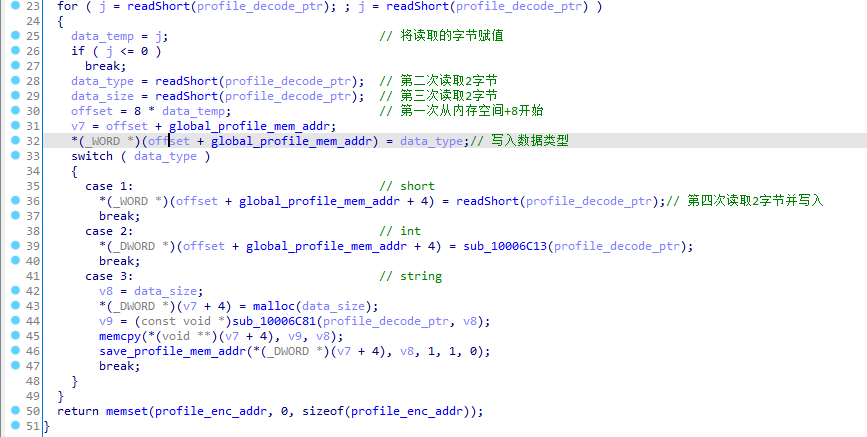 23 for ( j = readShort(profile_decode_ptr); ; j = readShort(profile_decode_ptr) )
24 {
25 data_temp = j; // 将读取的字节赋值
26 if ( j <= 0 )
27 break;
28 data_type = readShort(profile_decode_ptr); // 第二次读取2字节
29 data_size = readShort(profile_decode_ptr); // 第三次读取2字节
30 offset = 8 * data_temp; // 第一次从内存空间+8开始
31 v7 = offset + global_profile_mem_addr;
32 *(_WORD *)(offset + global_profile_mem_addr) = data_type;// 写入数据类型
33 switch ( data_type )
34 {
35 case 1: // short
36 *(_WORD *)(offset + global_profile_mem_addr + 4) = readShort(profile_decode_ptr);// 第四次读取2字节并写入
37 break;
38 case 2: // int
39 *(_DWORD *)(offset + global_profile_mem_addr + 4) = sub_10006C13(profile_decode_ptr);
40 break;
41 case 3: // string
42 v8 = data_size;
43 *(_DWORD *)(v7 + 4) = malloc(data_size);
44 v9 = (const void *)sub_10006C81(profile_decode_ptr, v8);
45 memcpy(*(void **)(v7 + 4), v9, v8);
46 save_profile_mem_addr(*(_DWORD *)(v7 + 4), v8, 1, 1, 0);
47 break;
48 }
49 }
50 return memset(profile_enc_addr, 0, sizeof(profile_enc_addr));
51 }